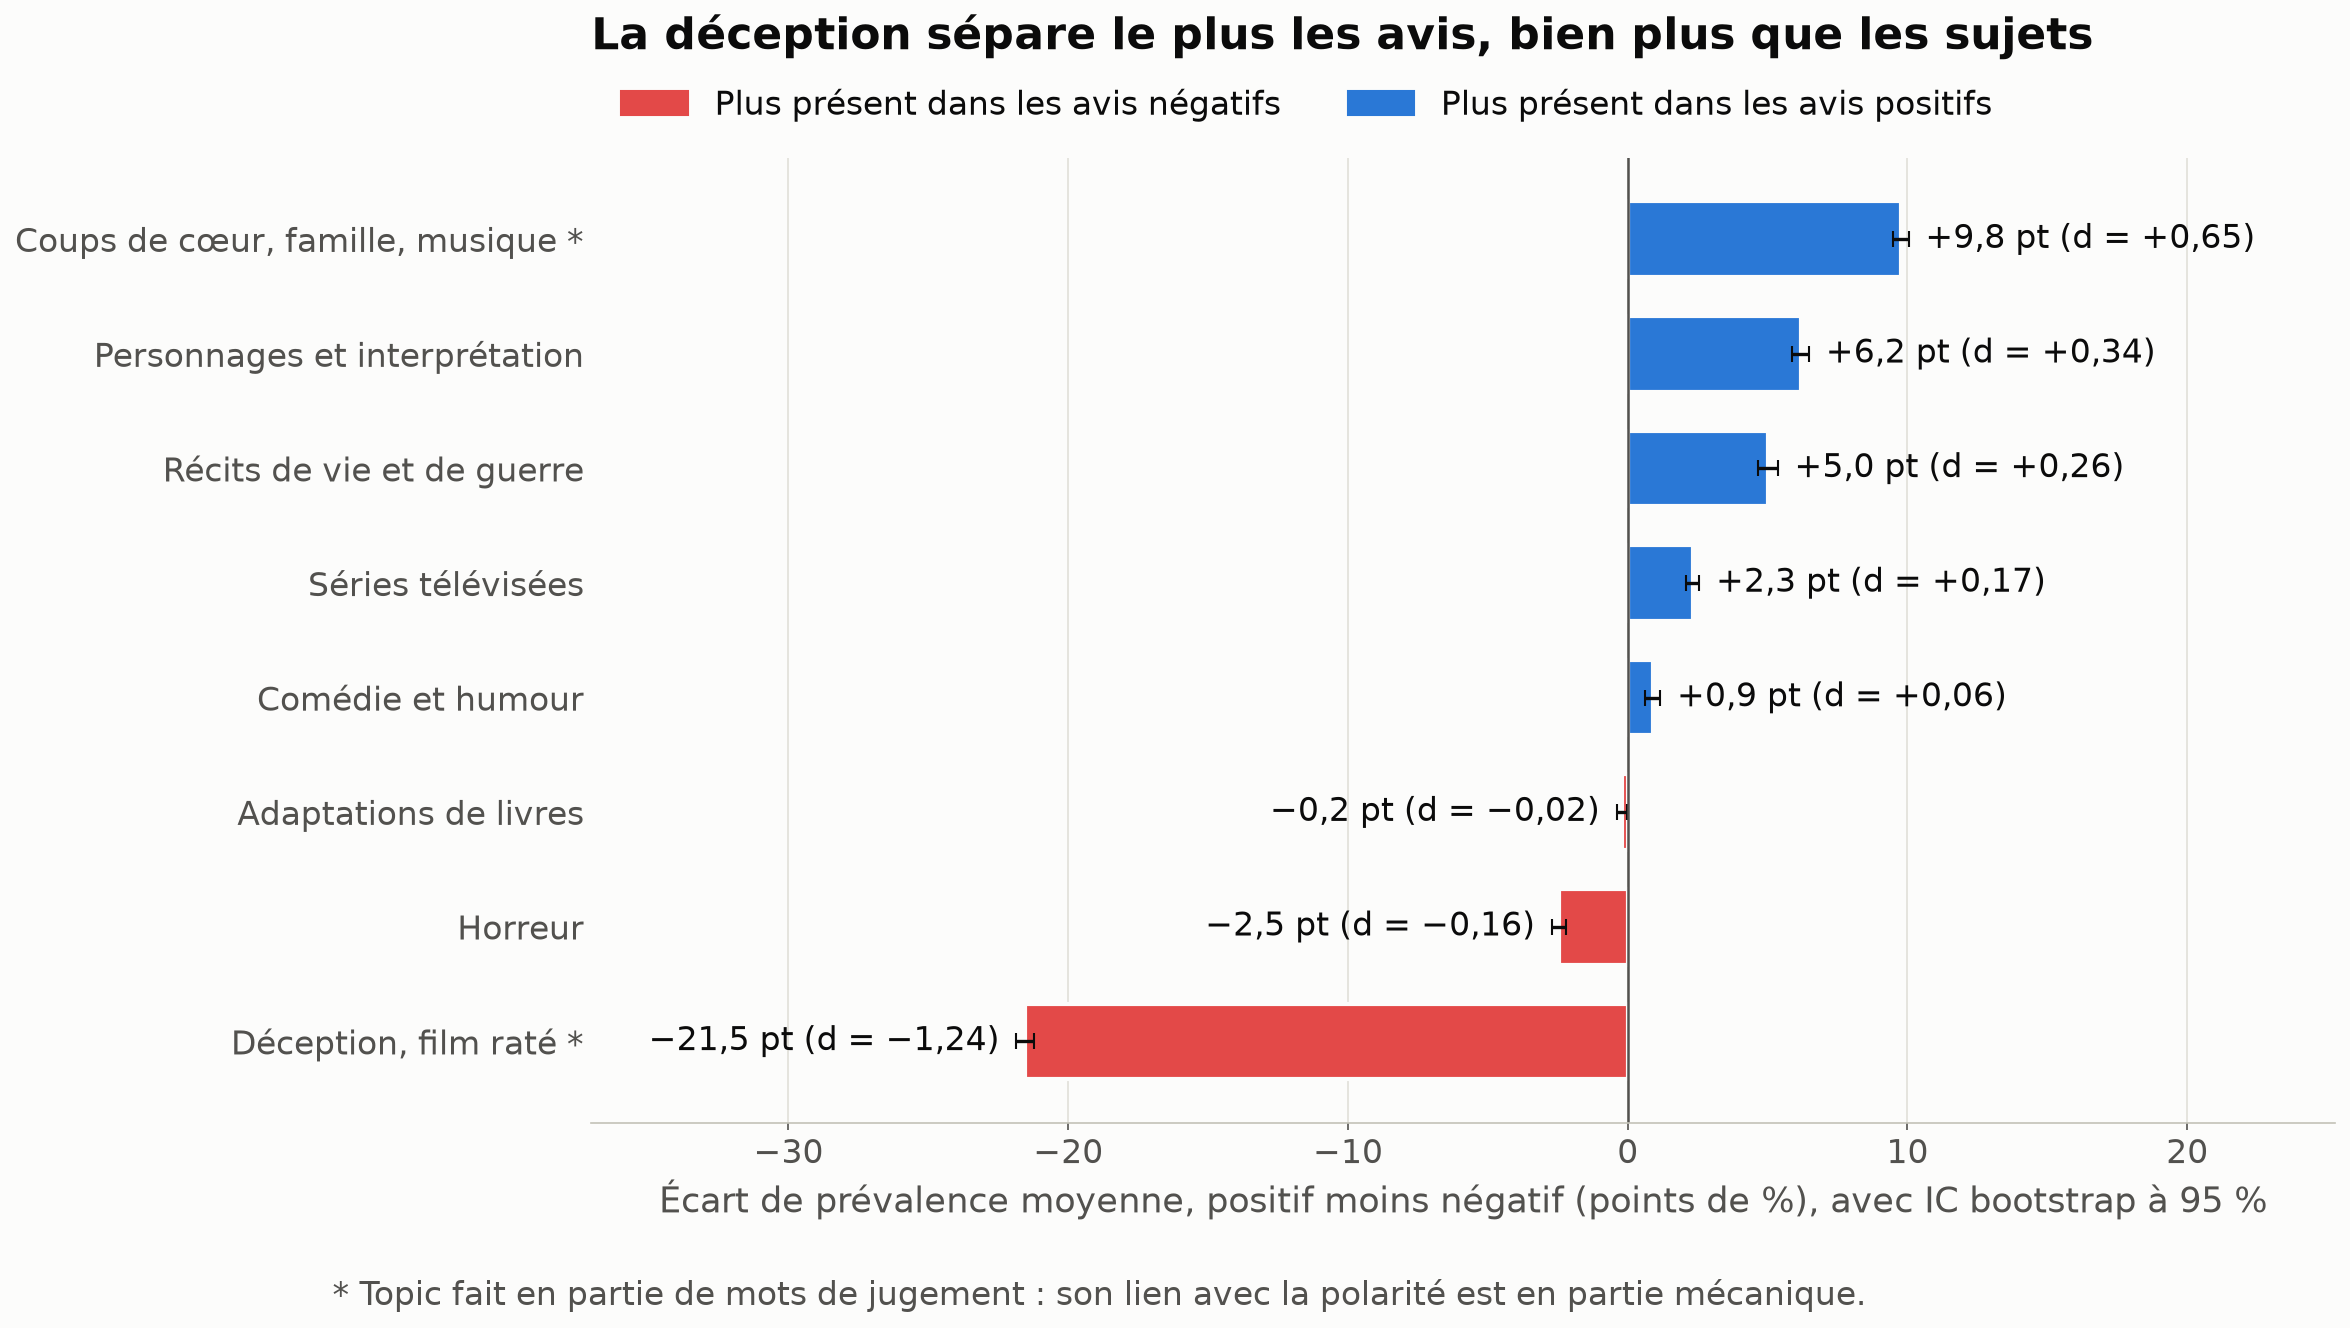 La déception sépare le plus les avis, bien plus que les sujets
Plus présent dans les avis négatifs
Plus présent dans les avis positifs
Coups de cœur, famille, musique *
+9,8 pt (d = +0,65)
Personnages et interprétation
+6,2 pt (d = +0,34)
Récits de vie et de guerre
+5,0 pt (d = +0,26)
Séries télévisées
+2,3 pt (d = +0,17)
Comédie et humour
+0,9 pt (d = +0,06)
Adaptations de livres
−0,2 pt (d = −0,02)
Horreur
−2,5 pt (d = −0,16)
Déception, film raté *
−21,5 pt (d = −1,24)
−30 −20 −10 0 10 20
Écart de prévalence moyenne, positif moins négatif (points de %), avec IC bootstrap à 95 %
* Topic fait en partie de mots de jugement : son lien avec la polarité est en partie mécanique.